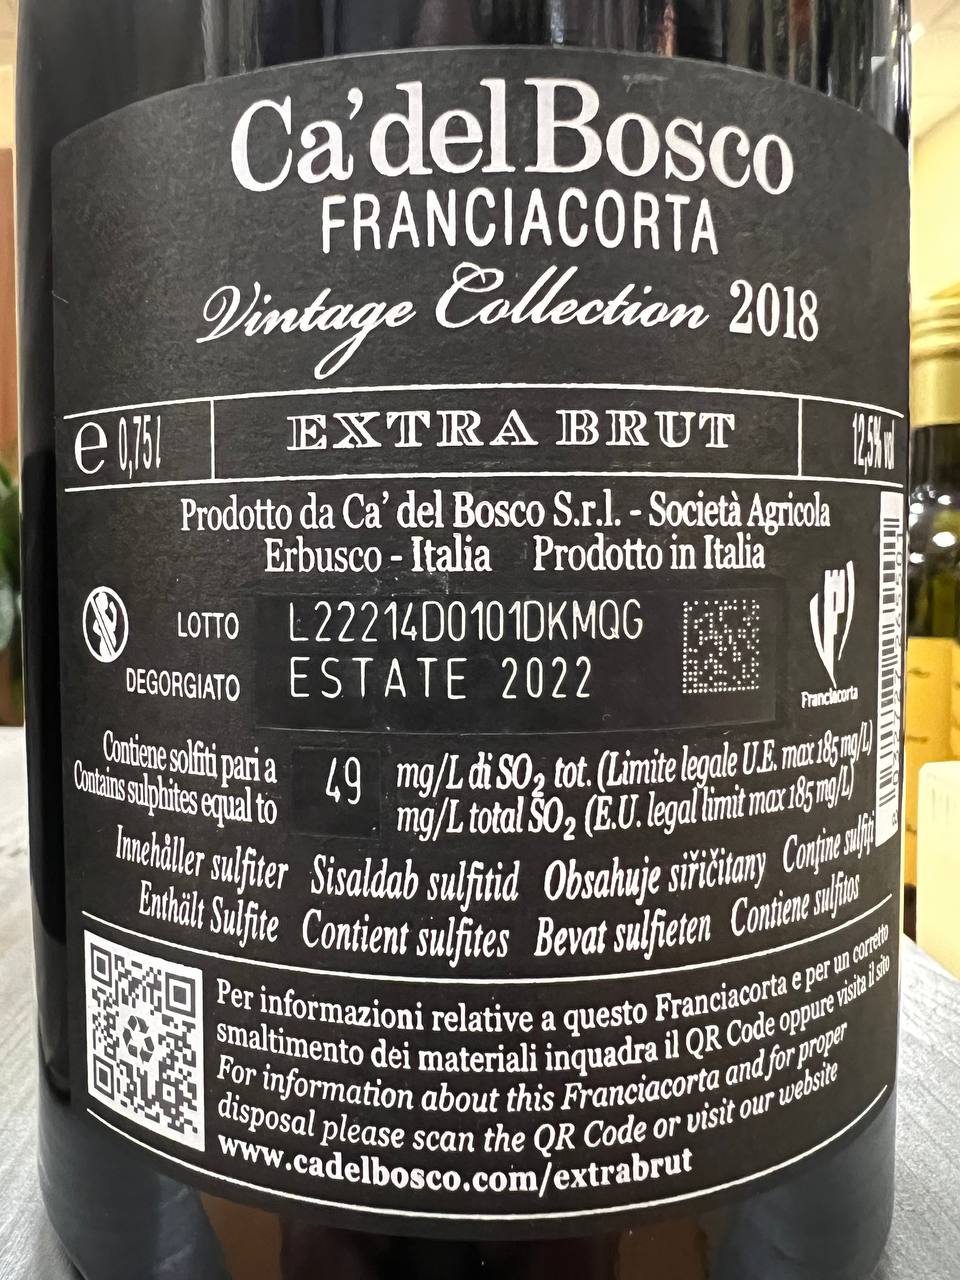 Ca'del Bosco
FRANCIACORTA
Vintage Collection 2018
e 0,75 l
EXTRA BRUT
12,5% vol
Prodotto da Ca' del Bosco S.r.l. - Società Agricola
Erbusco - Italia Prodotto in Italia
LOTTO L22214D0101DKMQG
DEGORGIATO ESTATE 2022
Franciacorta
Contiene solfiti pari a 49 mg/L di SO₂ tot. (Limite legale U.E. max 185 mg/L)
Contains sulphites equal to mg/L total SO₂ (E.U. legal limit max 185 mg/L)
Innehåller sulfiter Sisaldab sulfitid Obsahuje siřičitany Conține sulfiți
Enthält Sulfite Contient sulfites Bevat sulfieten Contiene sulfitos
Per informazioni relative a questo Franciacorta e per un corretto
smaltimento dei materiali inquadra il QR Code oppure visita il sito
For information about this Franciacorta and for proper
disposal please scan the QR Code or visit our website
www.cadelbosco.com/extrabrut